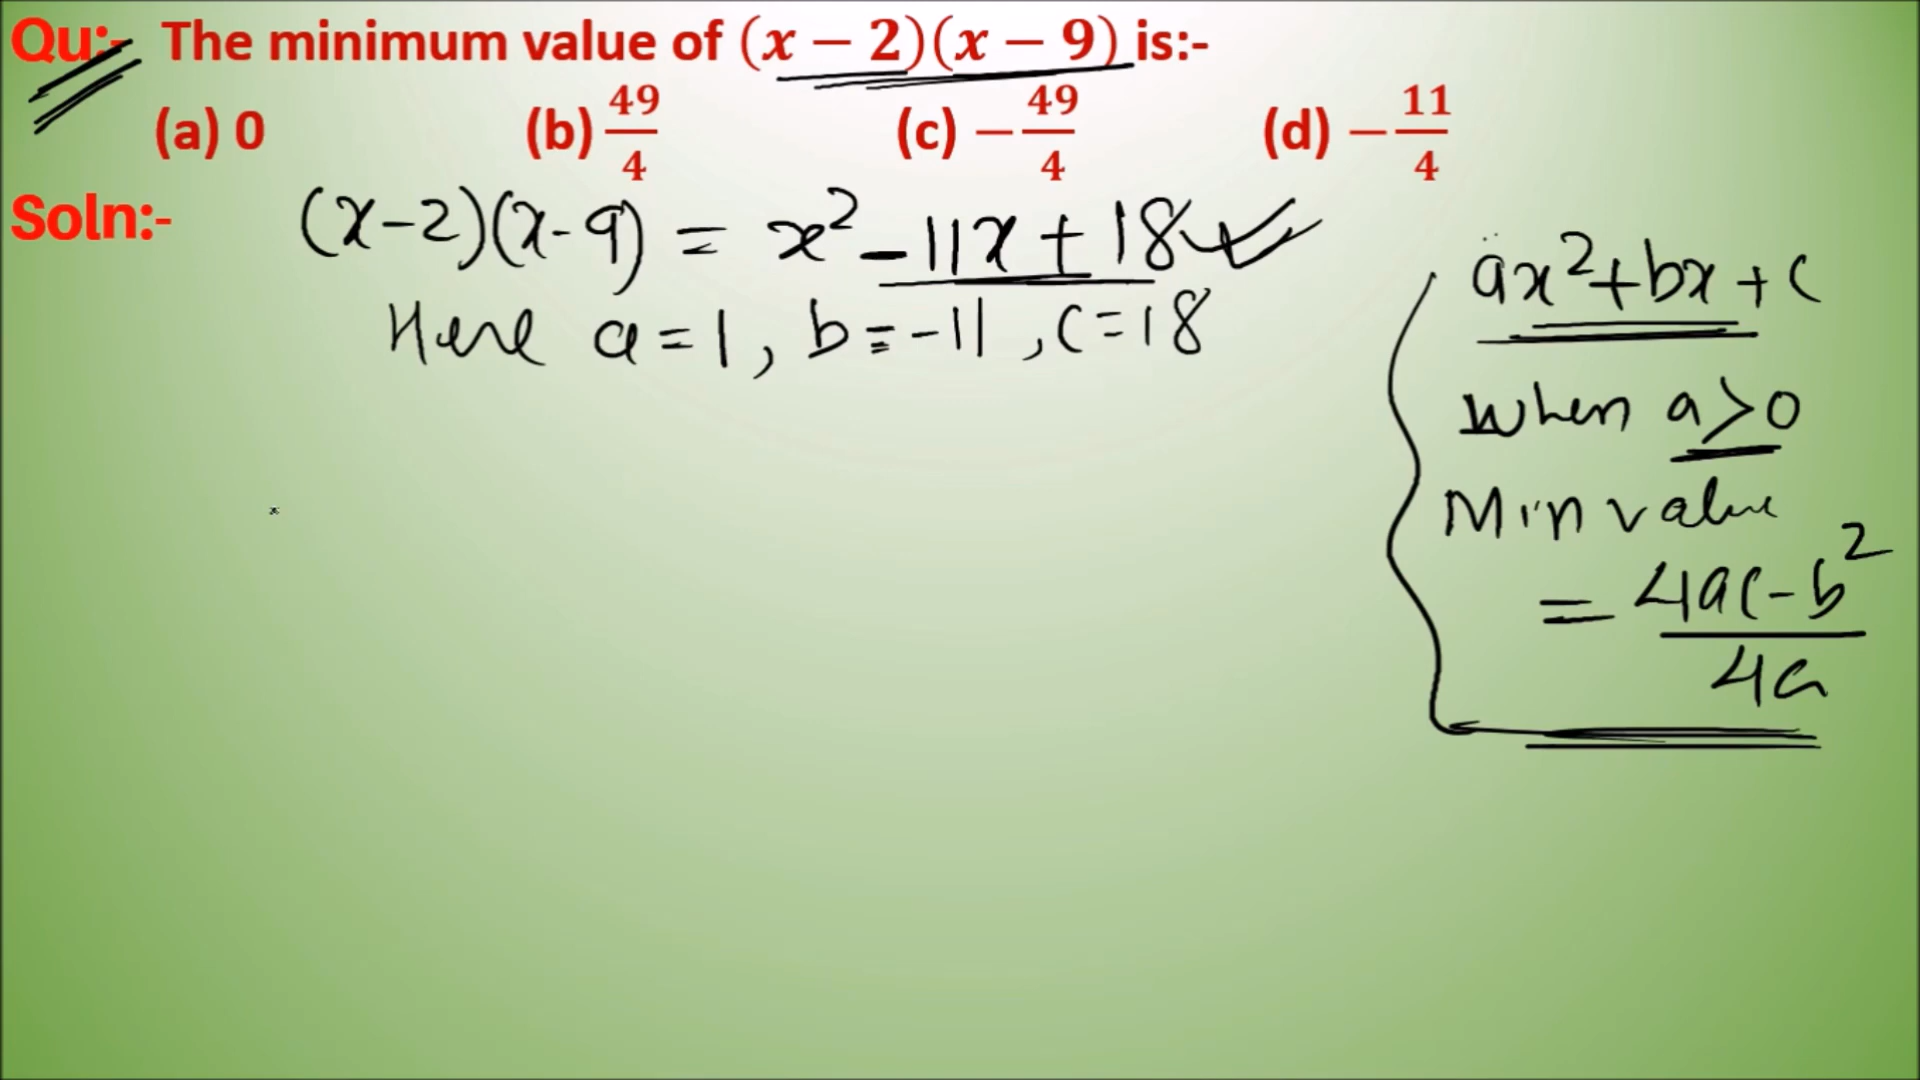 Qu:- The minimum value of (x − 2)(x − 9) is:-
(a) 0 (b) 49/4 (c) −49/4 (d) −11/4
Soln:- (x-2)(x-9) = x² - 11x + 18
Here a=1, b=-11, c=18
ax²+bx+c
when a>0
Min value
= 4ac-b²/4a